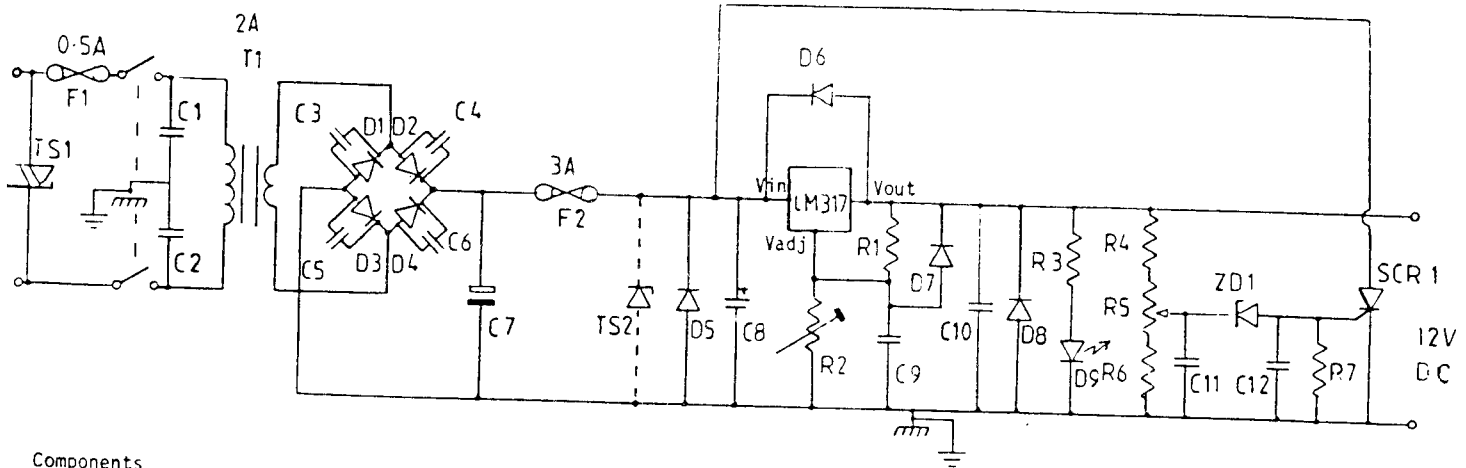 2A
0·5A
T1
D6
F1
C1
C3
D1
D2
C4
3A
TS1
Vin
LM317
Vout
F2
Vadj
R1
R4
C6
D7
R3
SCR 1
C2
C5
D3
D4
ZD1
R5
C7
TS2
D5
C8
C10
D8
12V
R2
C9
D9
R6
C11
C12
R7
DC
Components